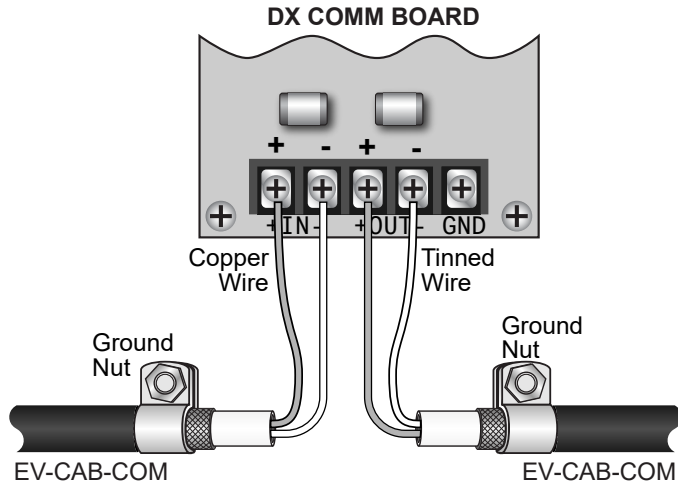 DX COMM BOARD
+ - + -
+IN- +OUT- GND
Copper
Wire
Tinned
Wire
Ground
Nut
Ground
Nut
EV-CAB-COM
EV-CAB-COM